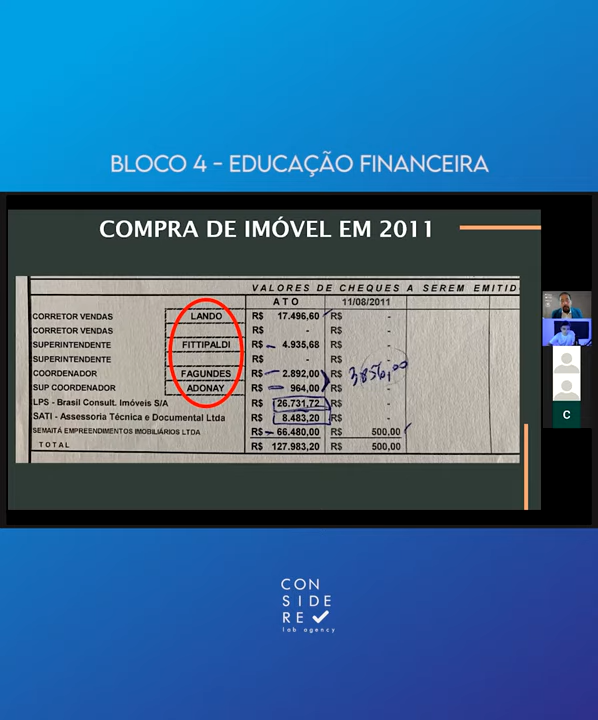 BLOCO 4 - EDUCAÇÃO FINANCEIRA
COMPRA DE IMÓVEL EM 2011
VALORES DE CHEQUES A SEREM EMITID
ATO 11/08/2011
CORRETOR VENDAS LANDO R$ 17.496,60 R$ -
CORRETOR VENDAS R$ - R$ -
SUPERINTENDENTE FITTIPALDI R$ 4.935,68 R$ -
SUPERINTENDENTE R$ - R$ -
COORDENADOR FAGUNDES R$ 2.892,00 R$ - 3856,00
SUP COORDENADOR ADONAY R$ 964,00 R$ -
LPS - Brasil Consult. Imóveis S/A R$ 26.731,72 R$ -
SATI - Assessoria Técnica e Documental Ltda R$ 8.483,20 R$ -
SEMAITÁ EMPREENDIMENTOS IMOBILIÁRIOS LTDA R$ 66.480,00 R$ 500,00
TOTAL R$ 127.983,20 R$ 500,00
C
CON
SIDE
RE
lab agency